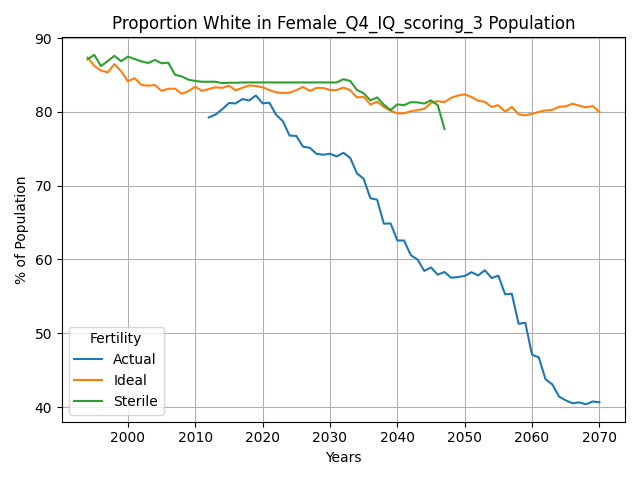 Proportion White in Female_Q4_IQ_scoring_3 Population
% of Population
90
80
70
60
50
40
Fertility
Actual
Ideal
Sterile
2000 2010 2020 2030 2040 2050 2060 2070
Years